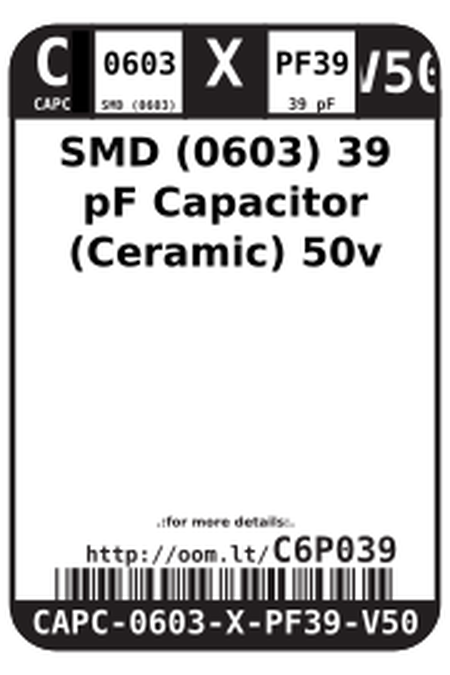 C 0603 X PF39 V50
CAPC SMD (0603) 39 pF
SMD (0603) 39
pF Capacitor
(Ceramic) 50v
.:for more details:.
http://oom.lt/C6P039
CAPC-0603-X-PF39-V50